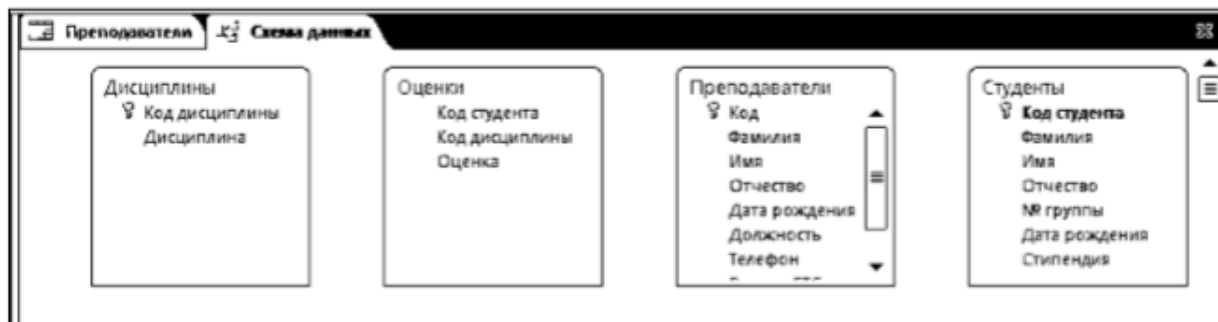 Преподаватели Схема данных
Дисциплины
Код дисциплины
Дисциплина
Оценки
Код студента
Код дисциплины
Оценка
Преподаватели
Код
Фамилия
Имя
Отчество
Дата рождения
Должность
Телефон
Студенты
Код студента
Фамилия
Имя
Отчество
№ группы
Дата рождения
Стипендия